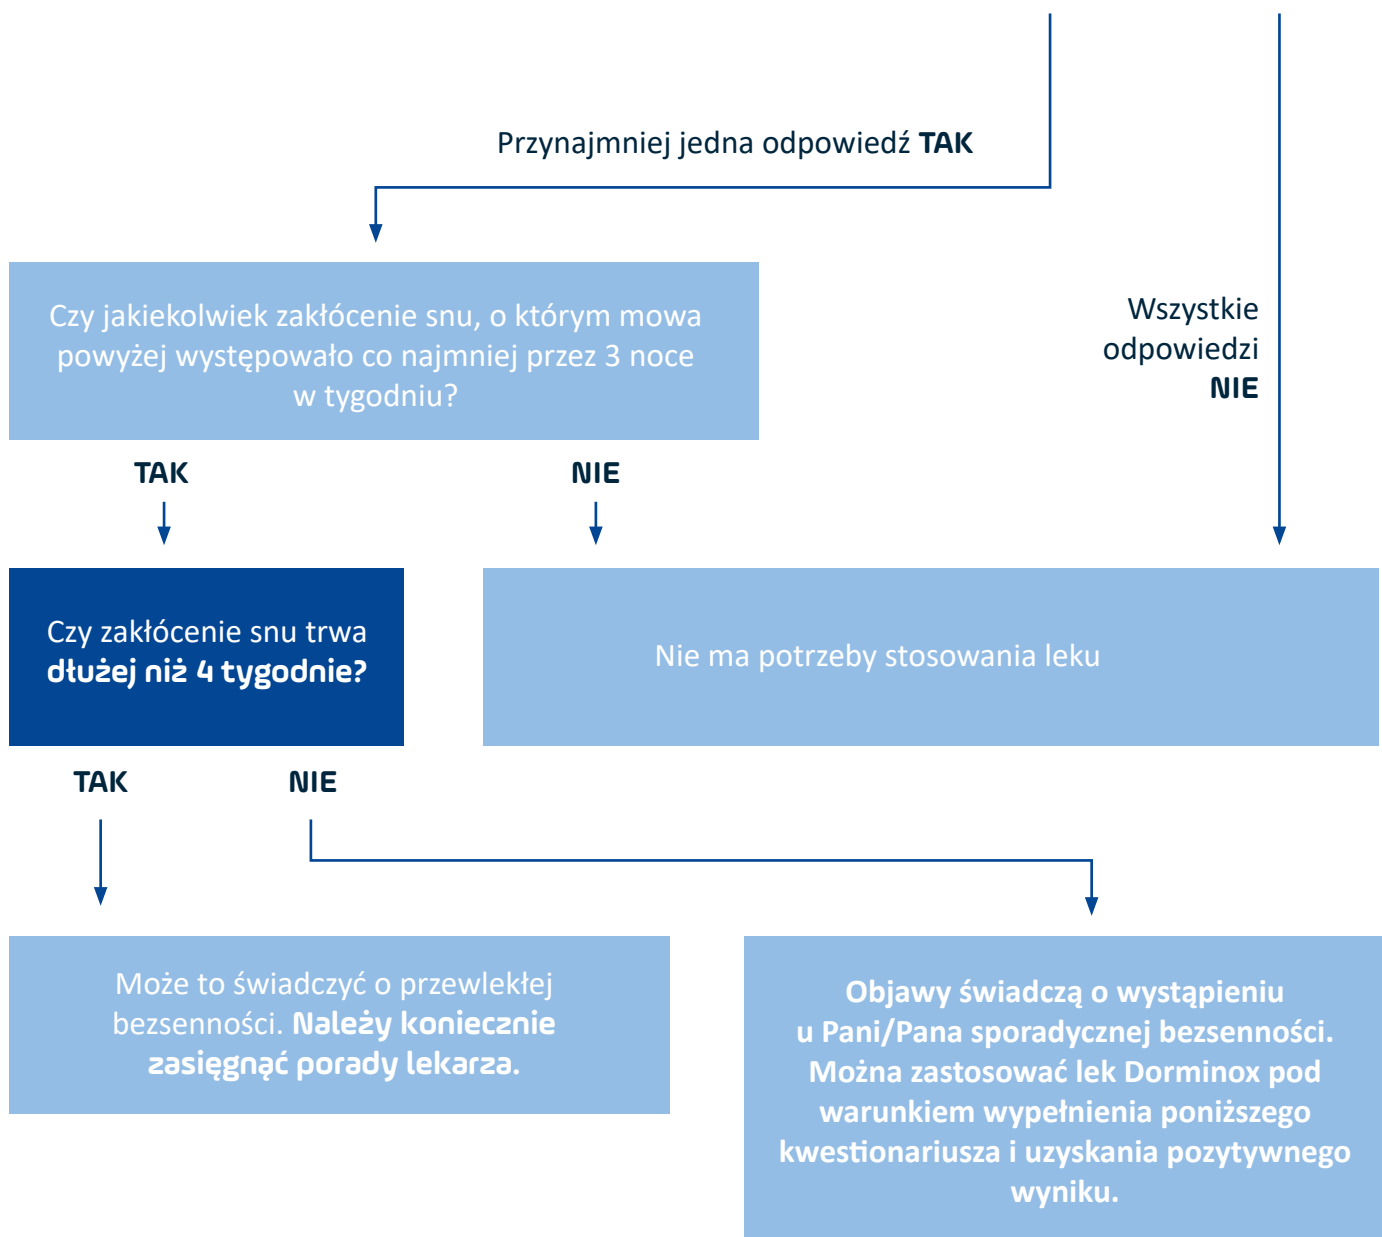 Przynajmniej jedna odpowiedź TAK
Czy jakiekolwiek zakłócenie snu, o którym mowa
powyżej występowało co najmniej przez 3 noce
w tygodniu?
Wszystkie
odpowiedzi
NIE
TAK
NIE
Czy zakłócenie snu trwa
dłużej niż 4 tygodnie?
Nie ma potrzeby stosowania leku
TAK
NIE
Może to świadczyć o przewlekłej
bezsenności. Należy koniecznie
zasięgnąć porady lekarza.
Objawy świadczą o wystąpieniu
u Pani/Pana sporadycznej bezsenności.
Można zastosować lek Dorminox pod
warunkiem wypełnienia poniższego
kwestionariusza i uzyskania pozytywnego
wyniku.